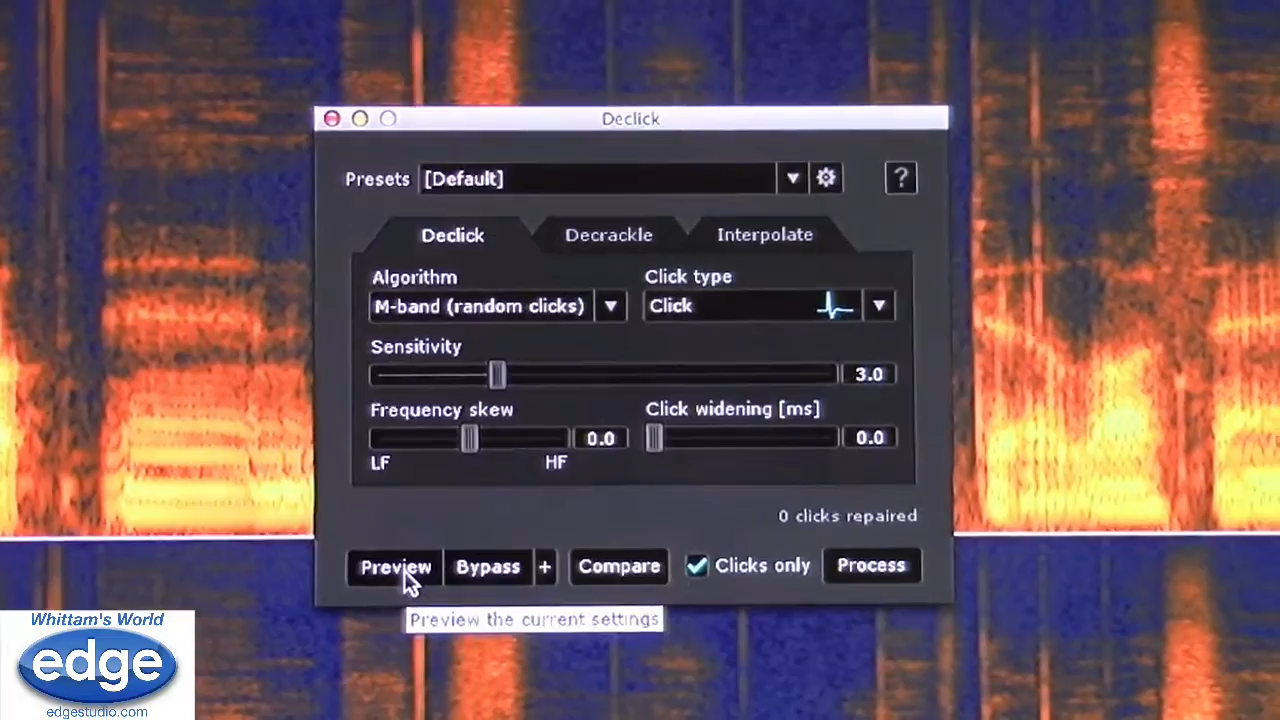 Declick
Presets [Default] ?
Declick Decrackle Interpolate
Algorithm Click type
M-band (random clicks) Click
Sensitivity
3.0
Frequency skew Click widening [ms]
0.0 0.0
LF HF
0 clicks repaired
Preview Bypass + Compare Clicks only Process
Preview the current settings
Whittam's World
edge
edgestudio.com